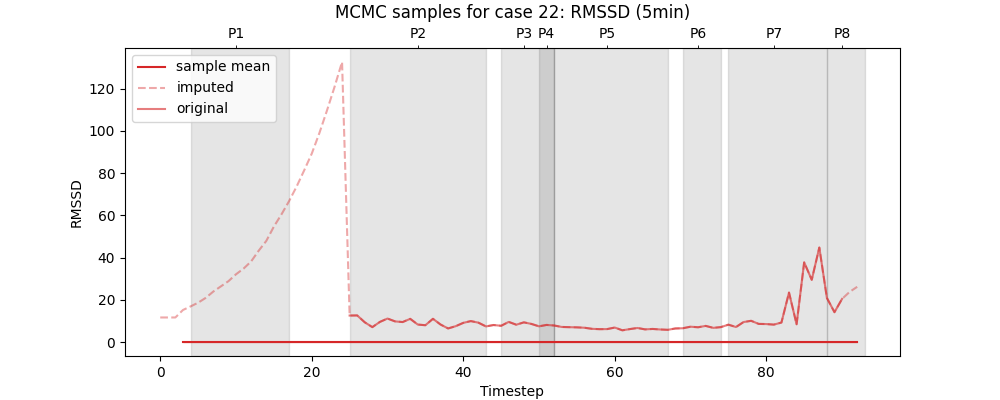 MCMC samples for case 22: RMSSD (5min)
P1 P2 P3 P4 P5 P6 P7 P8
sample mean
imputed
original
RMSSD
120
100
80
60
40
20
0
0 20 40 60 80
Timestep